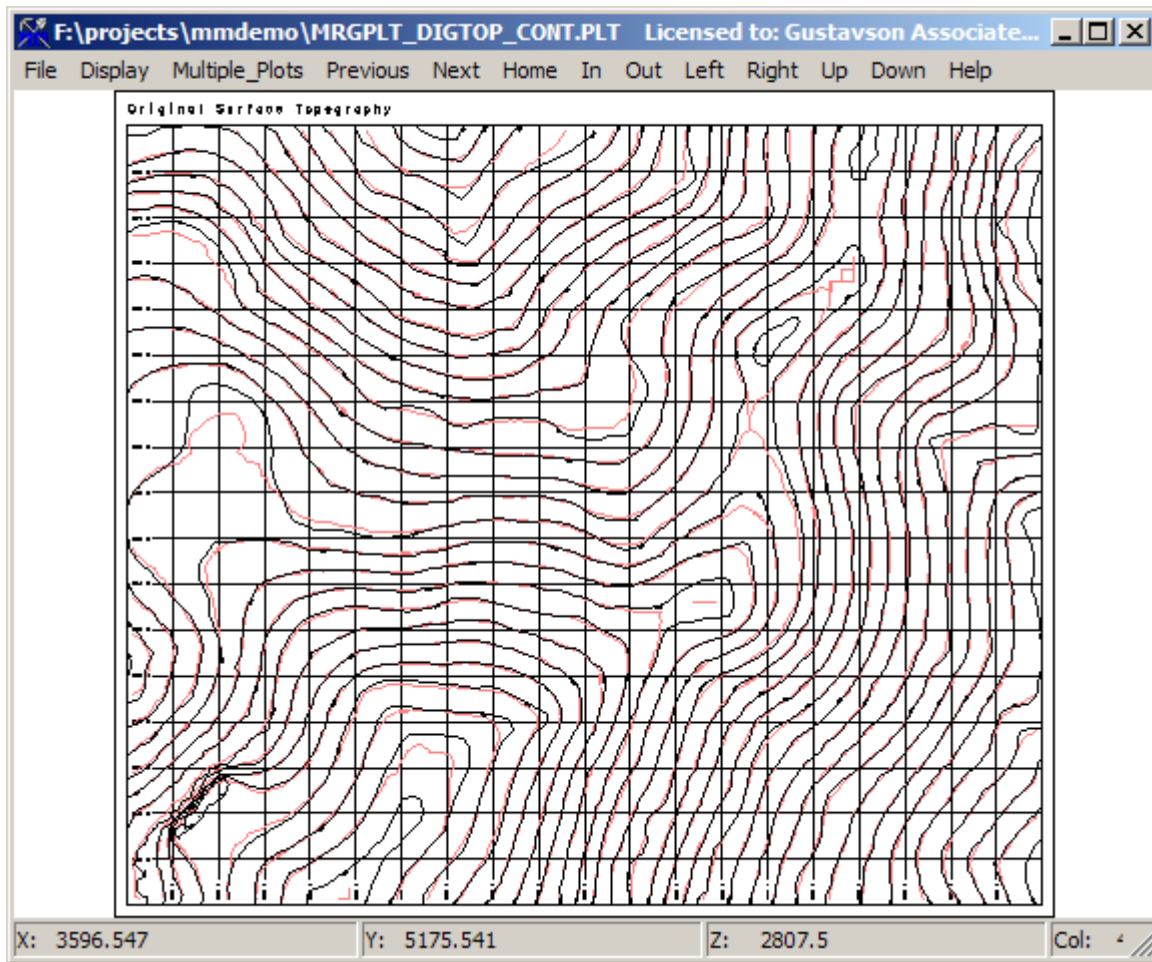 F:\projects\mmdemo\MRGPLT_DIGTOP_CONT.PLT Licensed to: Gustavson Associate...
File Display Multiple_Plots Previous Next Home In Out Left Right Up Down Help
Original Surface Topography
X: 3596.547 Y: 5175.541 Z: 2807.5 Col: